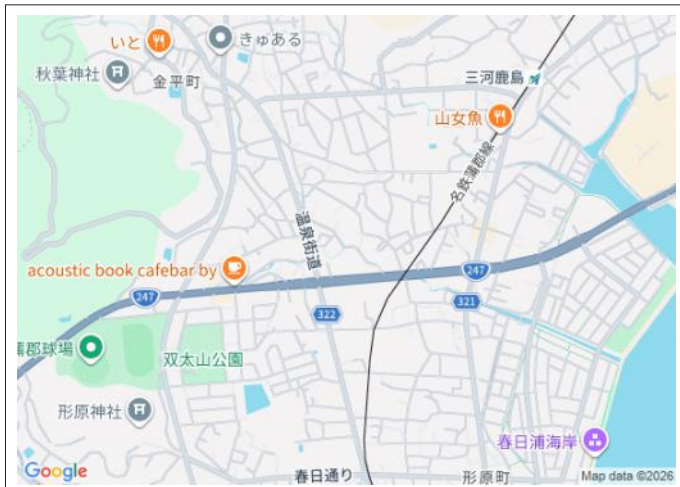 いと
きゅある
秋葉神社
金平町
三河鹿島
山女魚
名鉄蒲郡線
温泉街道
acoustic book cafebar by
247
247
322
321
蒲郡球場
双太山公園
形原神社
春日浦海岸
春日通り
形原町
Google
Map data ©2026